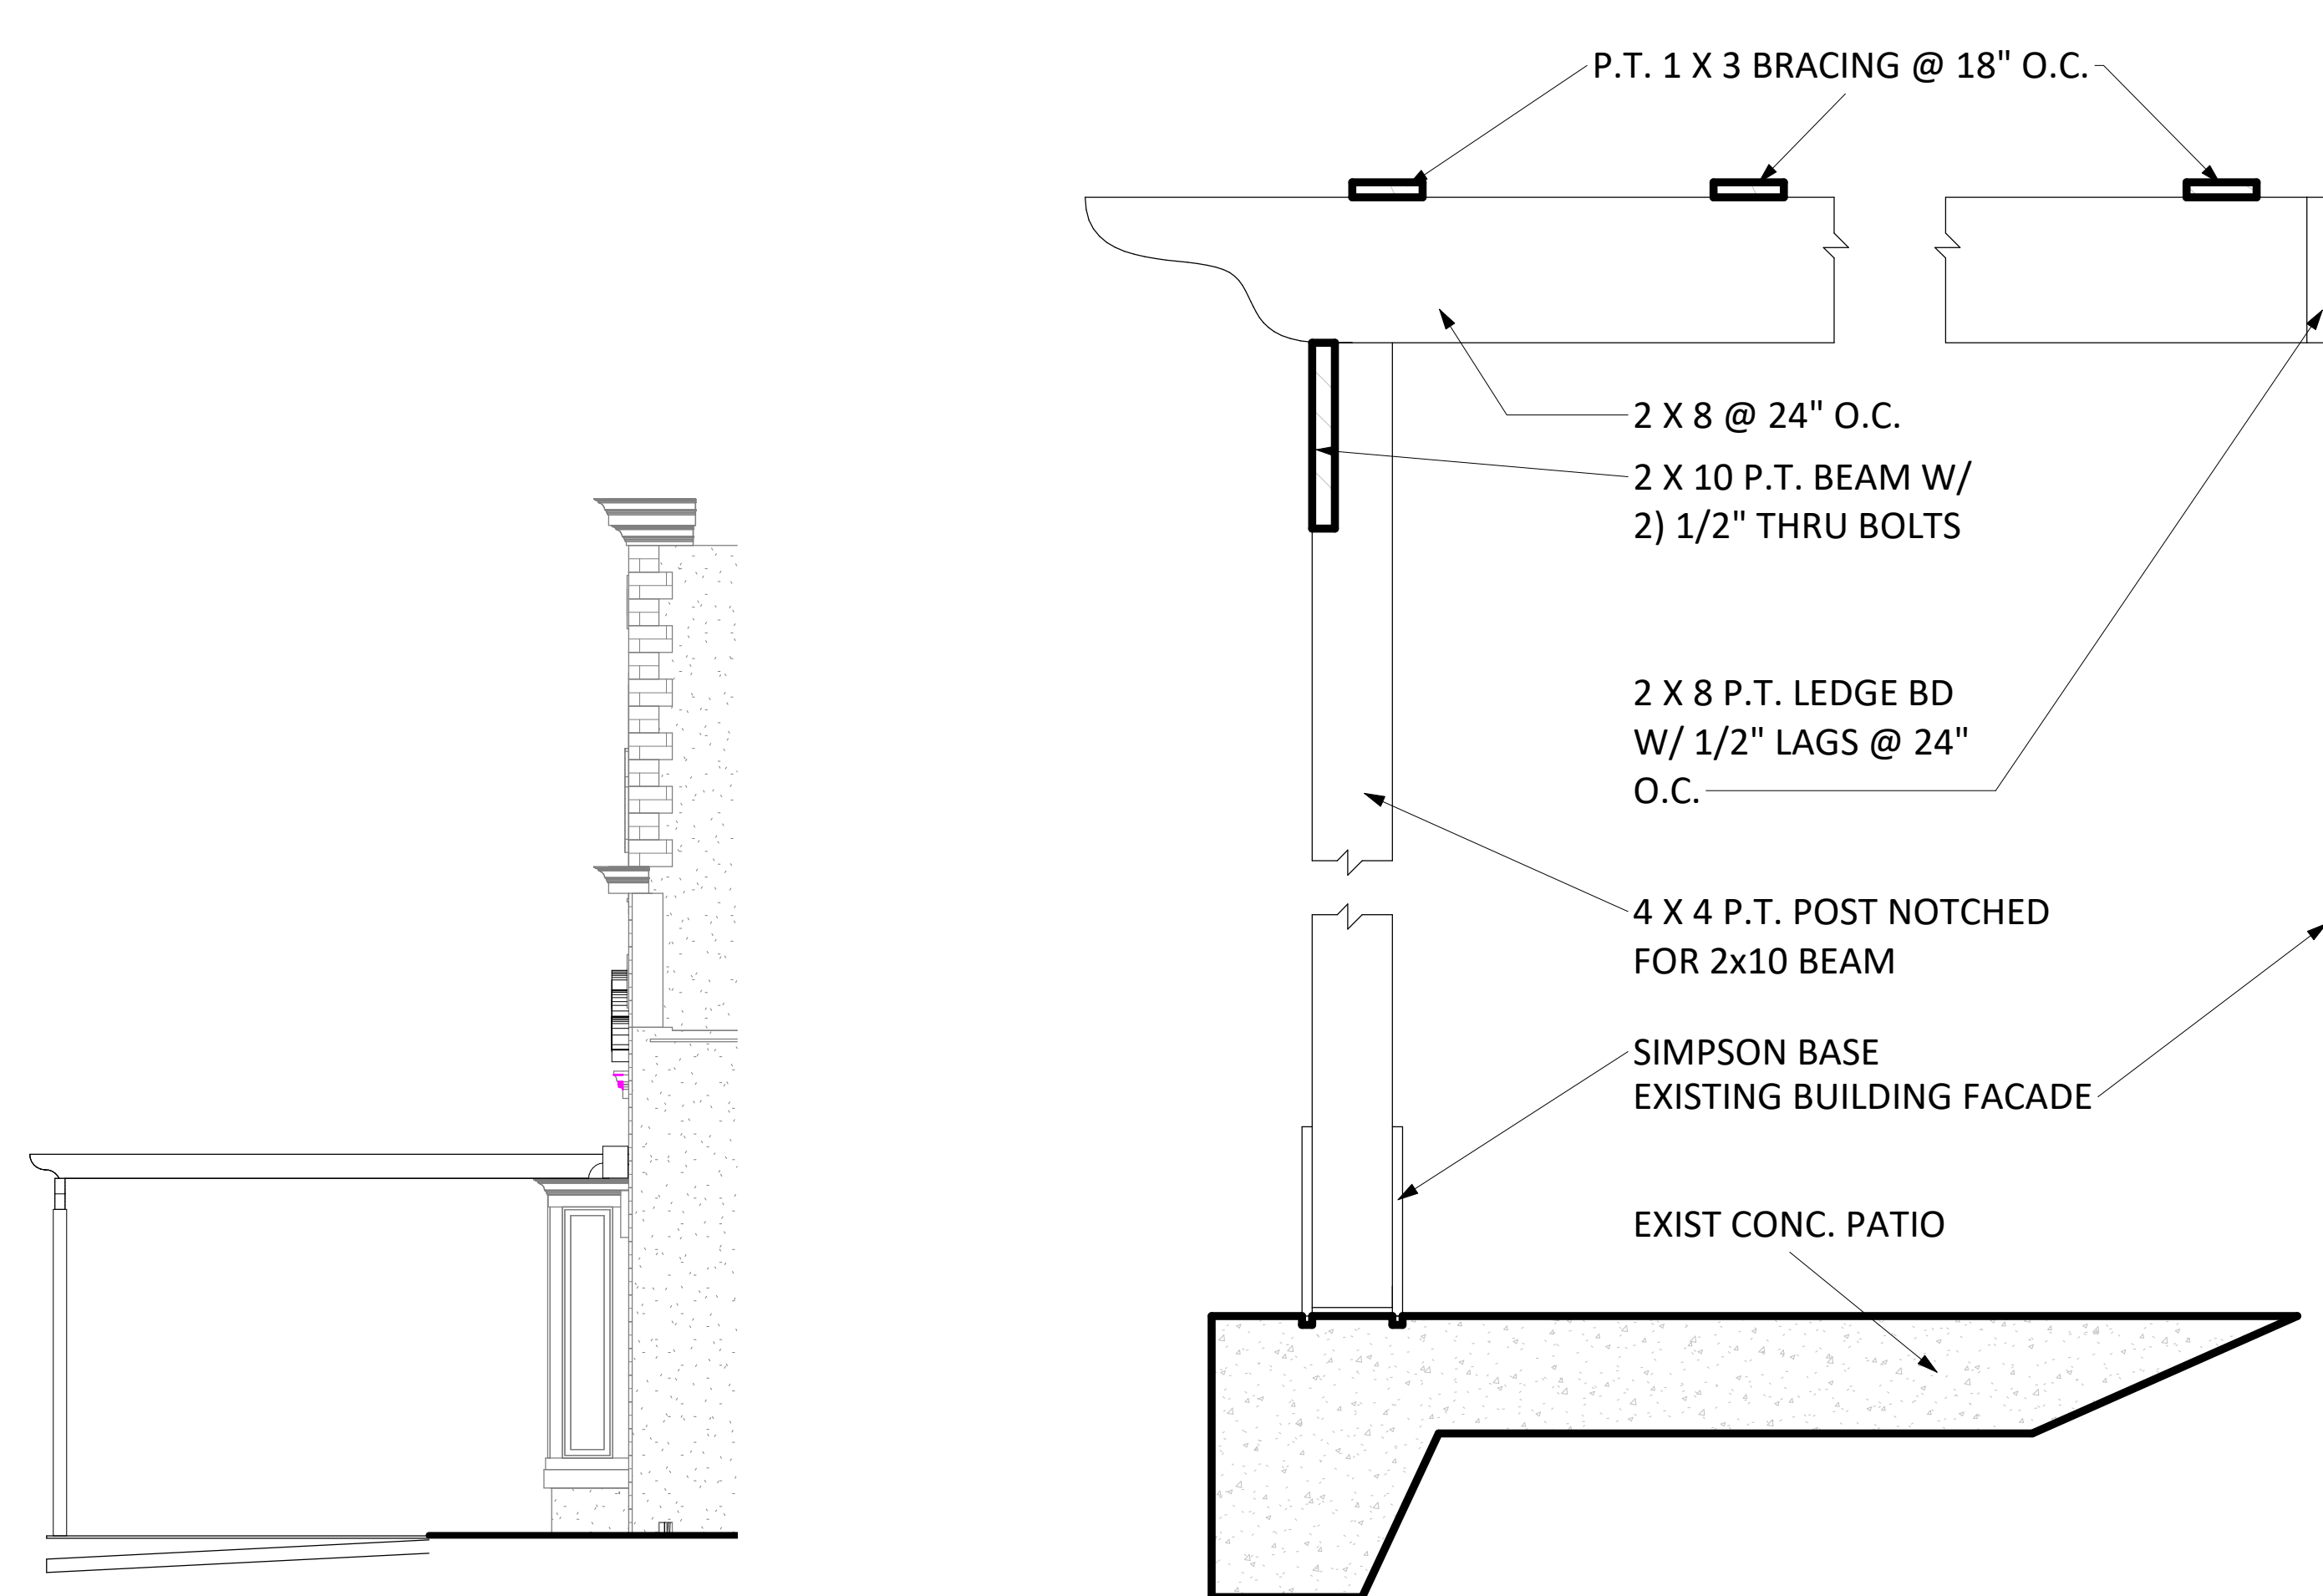 P.T. 1 X 3 BRACING @ 18" O.C.
2 X 8 @ 24" O.C.
2 X 10 P.T. BEAM W/
2) 1/2" THRU BOLTS
2 X 8 P.T. LEDGE BD
W/ 1/2" LAGS @ 24"
O.C.
4 X 4 P.T. POST NOTCHED
FOR 2x10 BEAM
SIMPSON BASE
EXISTING BUILDING FACADE
EXIST CONC. PATIO